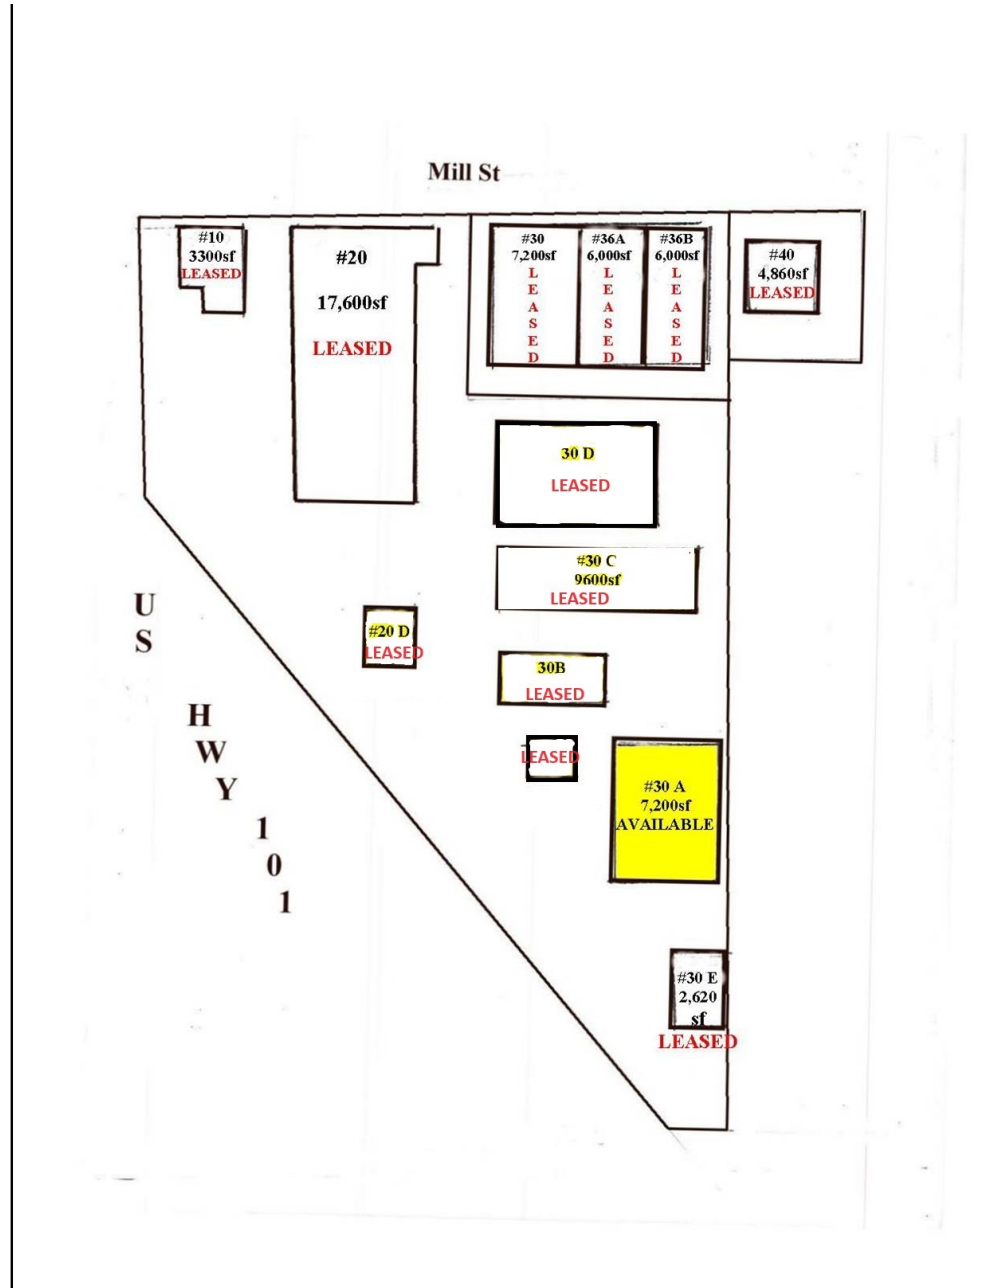 Mill St
#10
3300sf
LEASED
#20
17,600sf
LEASED
#30
7,200sf
L
E
A
S
E
D
#36A
6,000sf
L
E
A
S
E
D
#36B
6,000sf
L
E
A
S
E
D
#40
4,860sf
LEASED
30 D
LEASED
#30 C
9600sf
LEASED
#20 D
LEASED
30B
LEASED
LEASED
#30 A
7,200sf
AVAILABLE
#30 E
2,620
sf
LEASED
U
S
H
W
Y
1
0
1